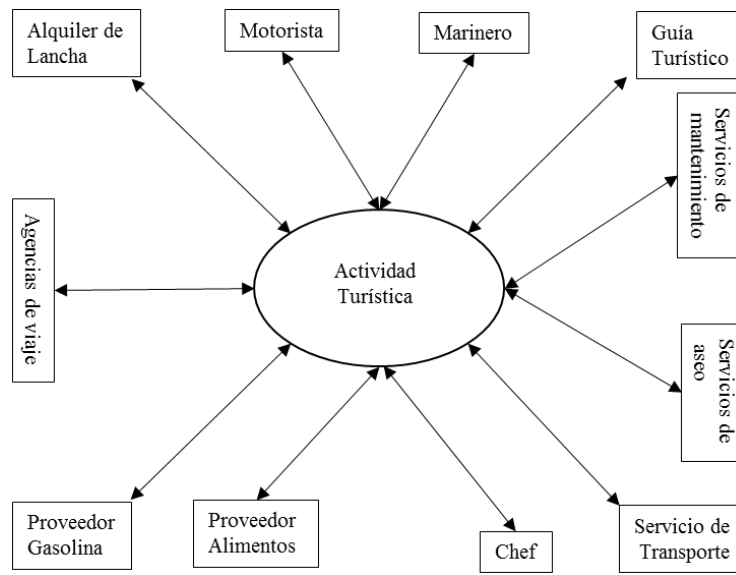 Alquiler de
Lancha
Motorista
Marinero
Guía
Turístico
Servicios de
mantenimiento
Agencias de viaje
Actividad
Turística
Servicios de
aseo
Proveedor
Gasolina
Proveedor
Alimentos
Chef
Servicio de
Transporte